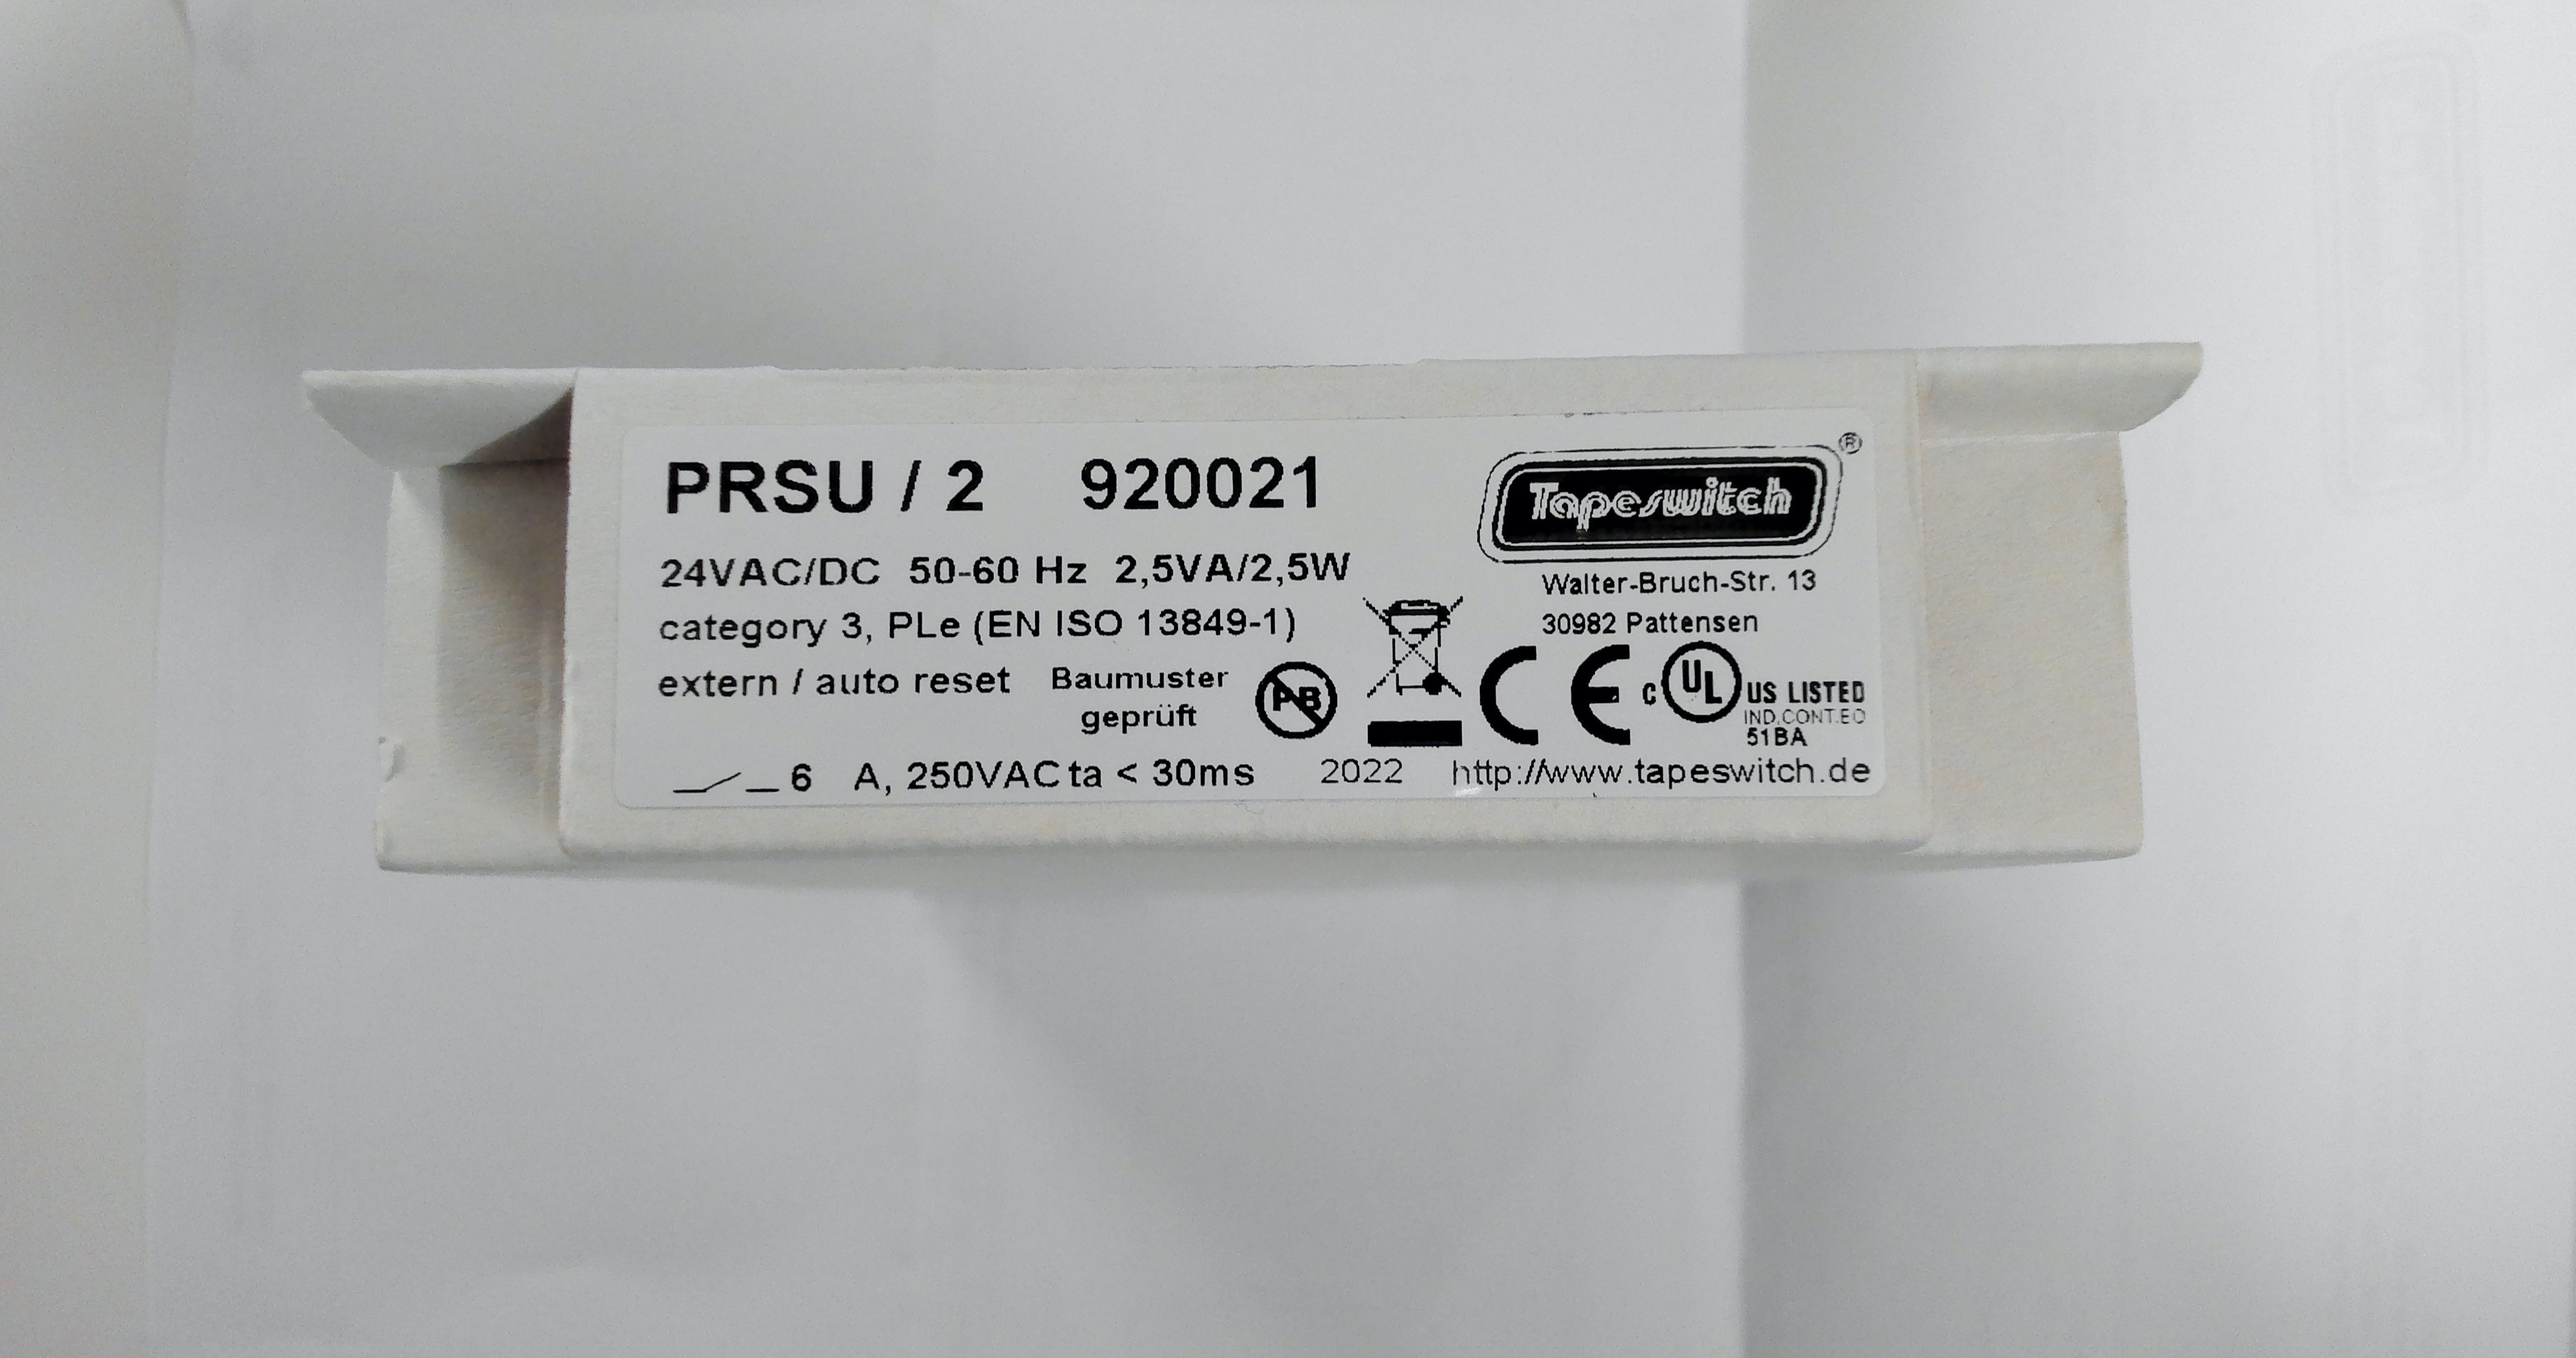 PRSU / 2 920021
Tapeswitch ®
24VAC/DC 50-60 Hz 2,5VA/2,5W
Walter-Bruch-Str. 13
category 3, PLe (EN ISO 13849-1)
30982 Pattensen
extern / auto reset
Baumuster
geprüft
PB
CE
c UL US LISTED
IND.CONT.EQ
51BA
6 A, 250VAC ta < 30ms 2022 http://www.tapeswitch.de